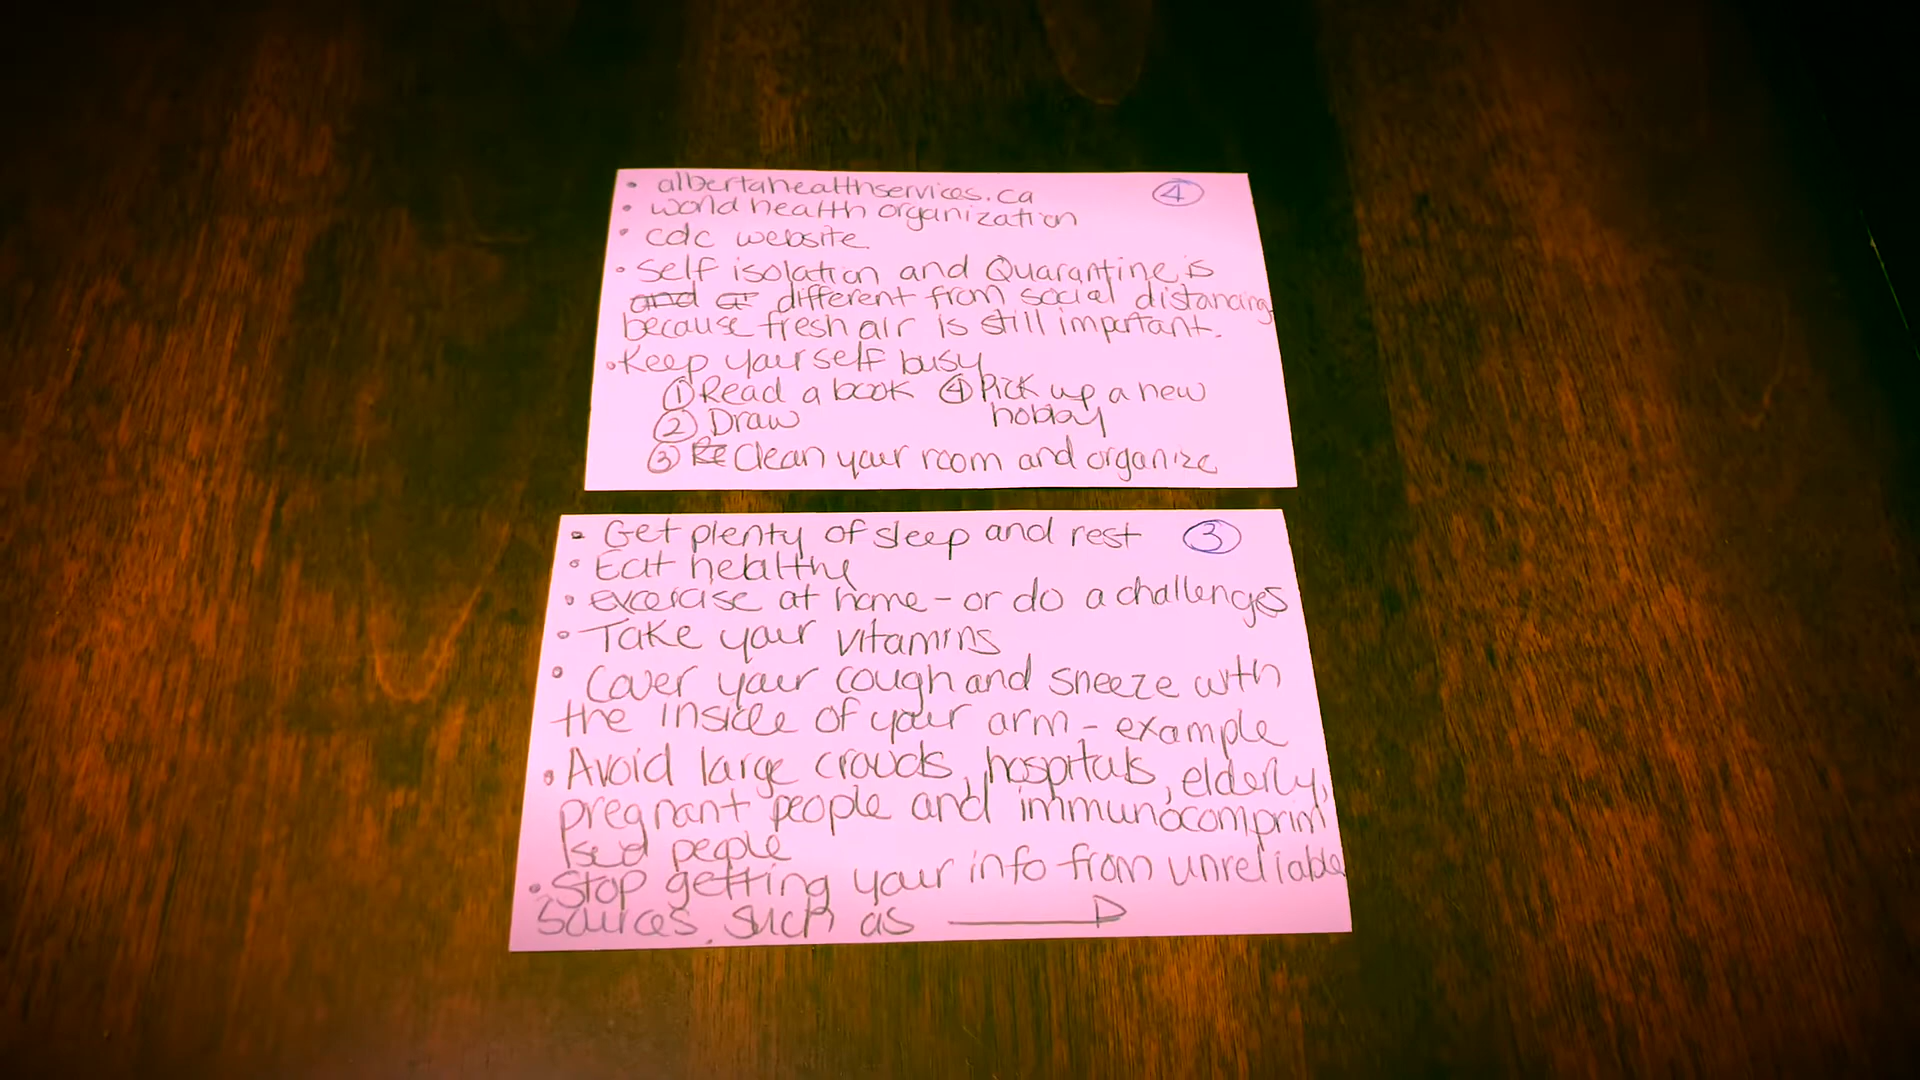 • albertahealthservices.ca ④
• world health organization
• cdc website
• self isolation and Quarantine is
and or different from social distancing
because fresh air is still important.
• Keep yourself busy
① Read a book ④ Pick up a new
② Draw hobby
③ Re Clean your room and organize
• Get plenty of sleep and rest ③
• Eat healthy
• excercise at home - or do a challenges
• Take your vitamins
• Cover your cough and sneeze with
the inside of your arm - example
• Avoid large crowds, hospitals, elderly,
pregnant people and immunocomprim
ised people
• Stop getting your info from unreliable
sources. such as →